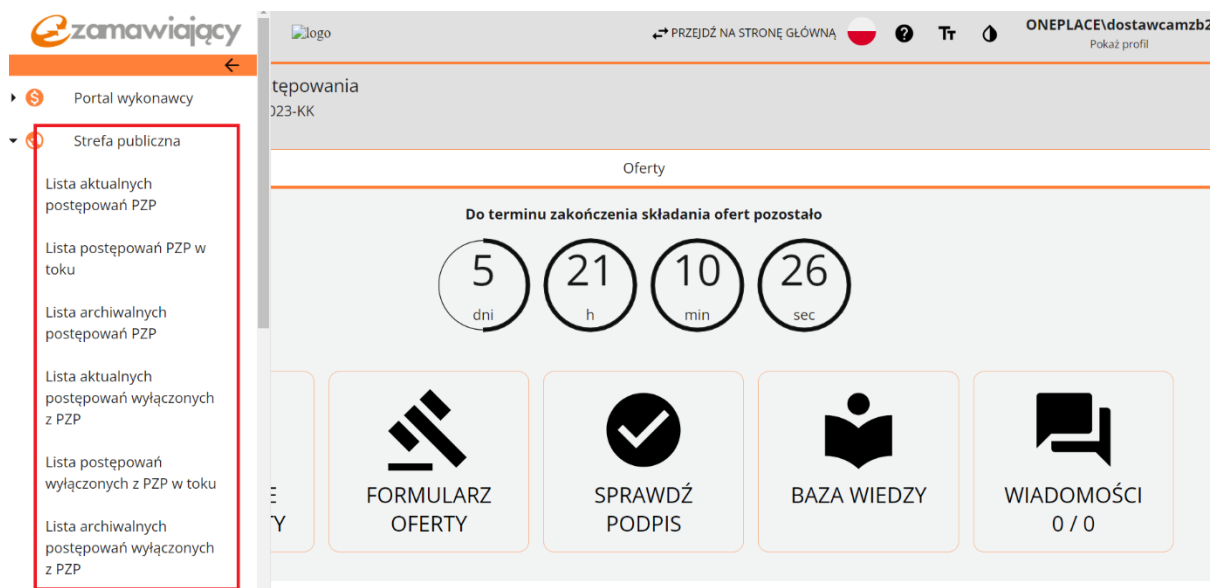 ezamawiający
logo
PRZEJDŹ NA STRONĘ GŁÓWNĄ
ONEPLACE\dostawcamzb2
Pokaż profil
Portal wykonawcy
Strefa publiczna
Lista aktualnych
postępowań PZP
Lista postępowań PZP w
toku
Lista archiwalnych
postępowań PZP
Lista aktualnych
postępowań wyłączonych
z PZP
Lista postępowań
wyłączonych z PZP w toku
Lista archiwalnych
postępowań wyłączonych
z PZP
tępowania
023-KK
Oferty
Do terminu zakończenia składania ofert pozostało
5
dni
21
h
10
min
26
sec
E
Y
FORMULARZ
OFERTY
SPRAWDŹ
PODPIS
BAZA WIEDZY
WIADOMOŚCI
0 / 0